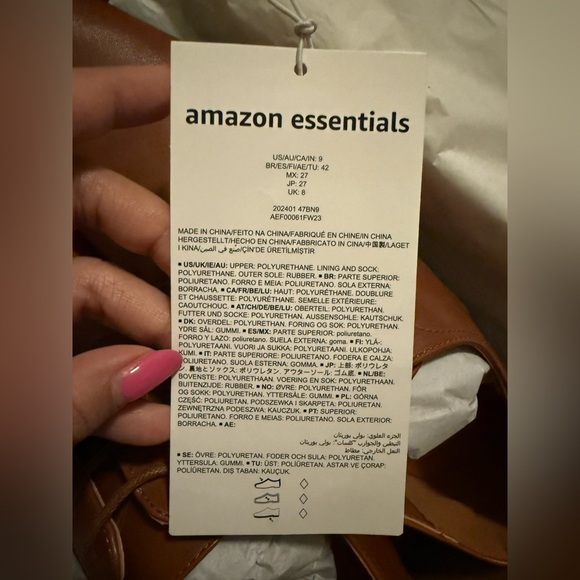 amazon essentials
US/AU/CA/IN: 9
BR/ES/FI/AE/TU: 42
MX: 27
JP: 27
UK: 8
202401 47BN9
AEF00061FW23
MADE IN CHINA/FEITO NA CHINA/FABRIQUÉ EN CHINE/IN CHINA
HERGESTELLT/HECHO EN CHINA/FABBRICATO IN CINA/中国製/LAGET
I KINA/صنع في الصين/ÇİN'DE ÜRETİLMİŞTİR
■ US/UK/IE/AU: UPPER: POLYURETHANE. LINING AND SOCK:
POLYURETHANE. OUTER SOLE: RUBBER. ■ BR: PARTE SUPERIOR:
POLIURETANO. FORRO E MEIA: POLIURETANO. SOLA EXTERNA:
BORRACHA. ■ CA/FR/BE/LU: HAUT: POLYURÉTHANE. DOUBLURE
ET CHAUSSETTE: POLYURÉTHANE. SEMELLE EXTÉRIEURE:
CAOUTCHOUC. ■ AT/CH/DE/BE/LU: OBERTEIL: POLYURETHAN.
FUTTER UND SOCKE: POLYURETHAN. AUSSENSOHLE: KAUTSCHUK.
■ DK: OVERDEL: POLYURETHAN. FORING OG SOK: POLYURETHAN.
YDRE SÅL: GUMMI. ■ ES/MX: PARTE SUPERIOR: poliuretano.
FORRO Y LAZO: poliuretano. SUELA EXTERNA: goma. ■ FI: YLÄ-:
POLYURETAANI. VUORI JA SUKKA: POLYURETAANI. ULKOPOHJA:
KUMI. ■ IT: PARTE SUPERIORE: POLIURETANO. FODERA E CALZA:
POLIURETANO. SUOLA ESTERNA: GOMMA. ■ JP: 上部: ポリウレタ
ン. 裏地とソックス: ポリウレタン. アウターソール: ゴム底. ■ NL/BE:
BOVENSTE: POLYURETHAAN. VOERING EN SOK: POLYURETHAAN.
BUITENZIJDE: RUBBER. ■ NO: ØVRE: POLYURETAN. FÔR
OG SOKK: POLYURETAN. YTTERSÅLE: GUMMI. ■ PL: GÓRNA
CZĘŚĆ: POLIURETAN. PODSZEWKA I SKARPETA: POLIURETAN.
ZEWNĘTRZNA PODESZWA: KAUCZUK. ■ PT: SUPERIOR:
POLIURETANO. FORRO E MEIAS: POLIURETANO. SOLA EXTERIOR:
BORRACHA. ■ AE:
الجزء العلوي: بولي يوريثان
التبطين والجوارب "كلسات": بولي يوريثان
النعل الخارجي: مطاط
■ SE: ÖVRE: POLYURETAN. FODER OCH SULA: POLYURETAN.
YTTERSULA: GUMMI. ■ TU: ÜST: POLİÜRETAN. ASTAR VE ÇORAP:
POLİÜRETAN. DIŞ TABAN: KAUÇUK.